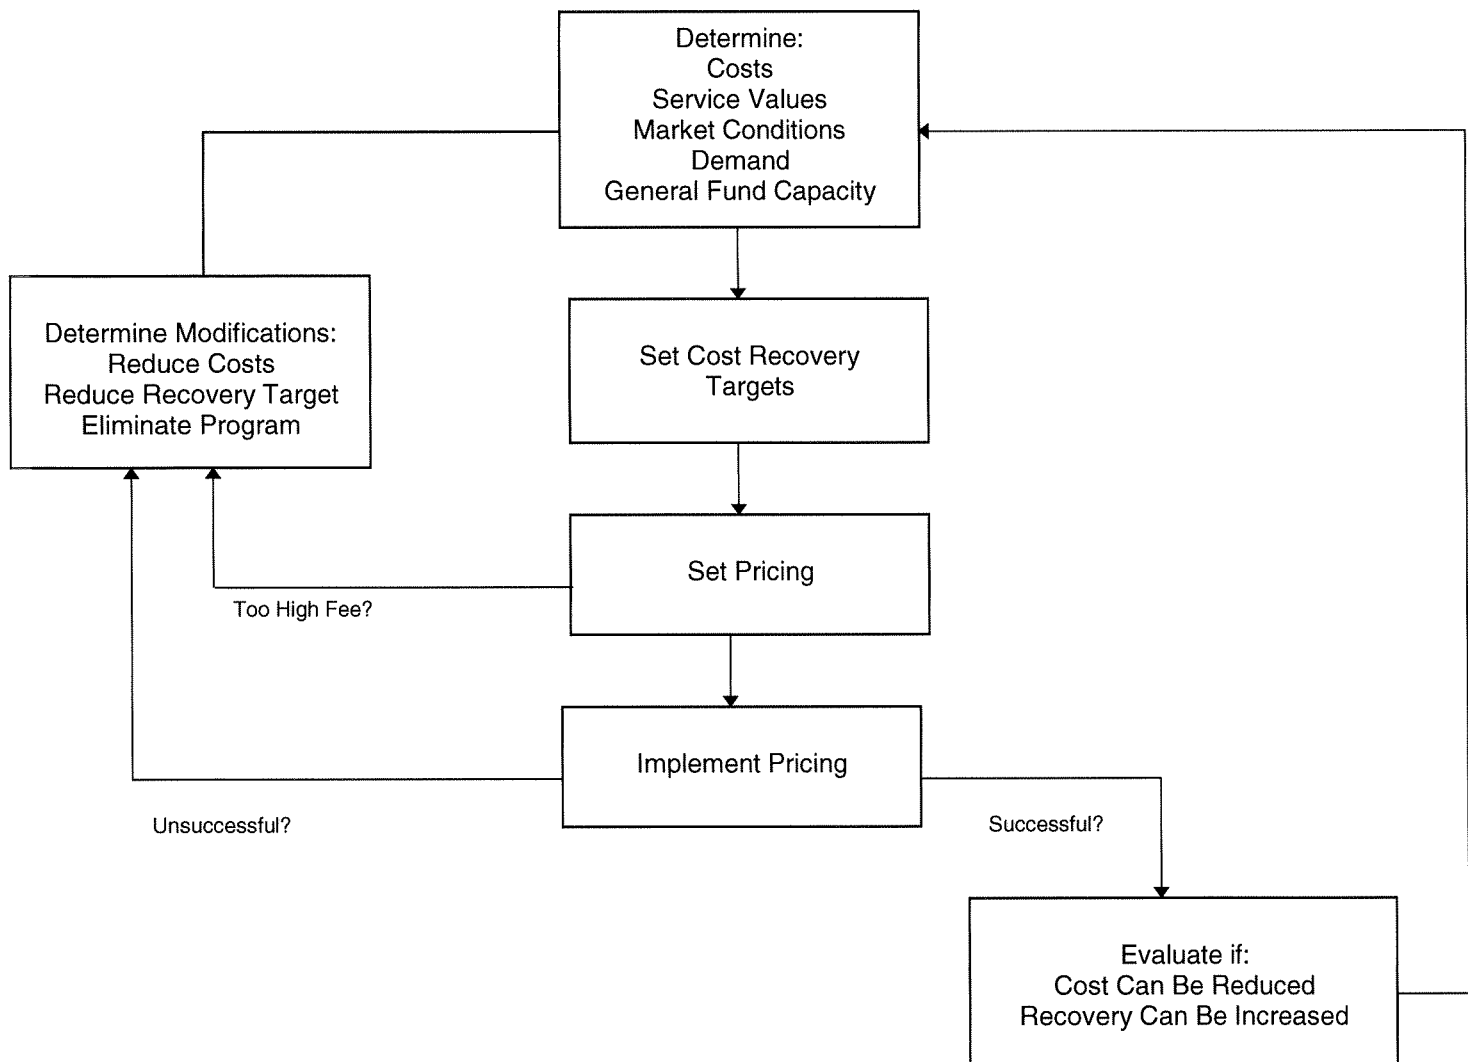 Determine:
Costs
Service Values
Market Conditions
Demand
General Fund Capacity
Determine Modifications:
Reduce Costs
Reduce Recovery Target
Eliminate Program
Set Cost Recovery
Targets
Set Pricing
Too High Fee?
Implement Pricing
Unsuccessful?
Successful?
Evaluate if:
Cost Can Be Reduced
Recovery Can Be Increased